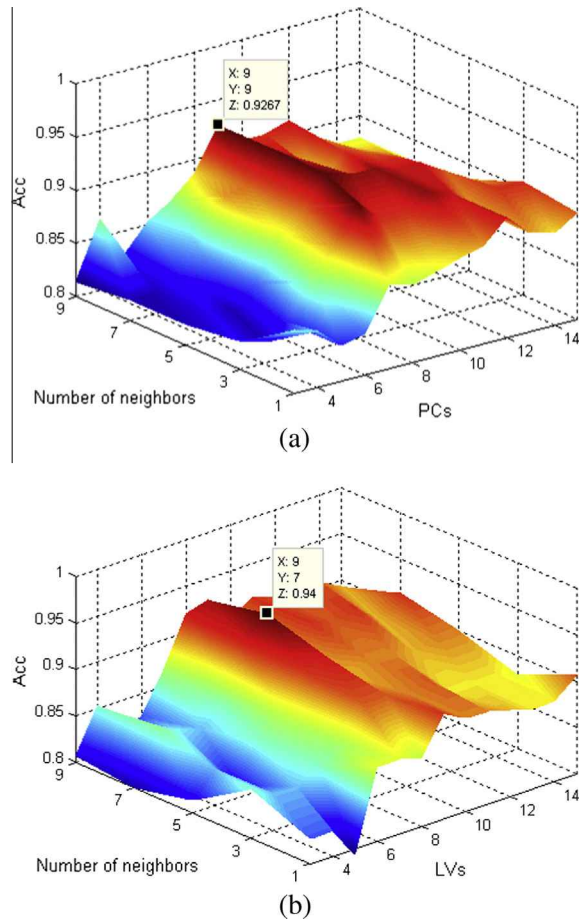 X: 9
Y: 9
Z: 0.9267
Acc
1
0.95
0.9
0.85
0.8
9
7
5
3
1
4
6
8
10
12
14
Number of neighbors
PCs
(a)
X: 9
Y: 7
Z: 0.94
Acc
1
0.95
0.9
0.85
0.8
9
7
5
3
1
4
6
8
10
12
14
Number of neighbors
LVs
(b)